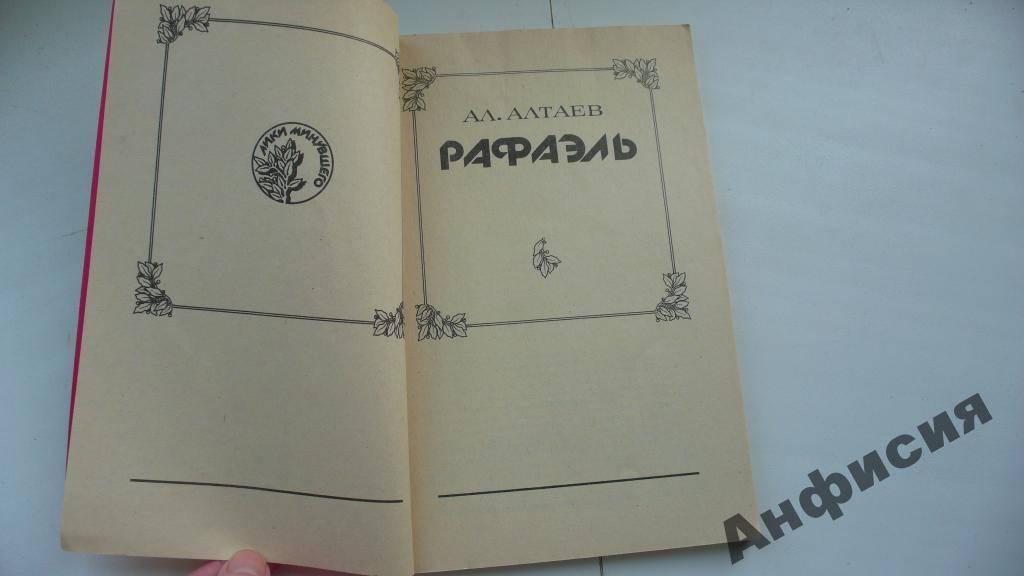 ЛИКИ МИНУВШЕГО
АЛ. АЛТАЕВ
РАФАЭЛЬ
Анфисия